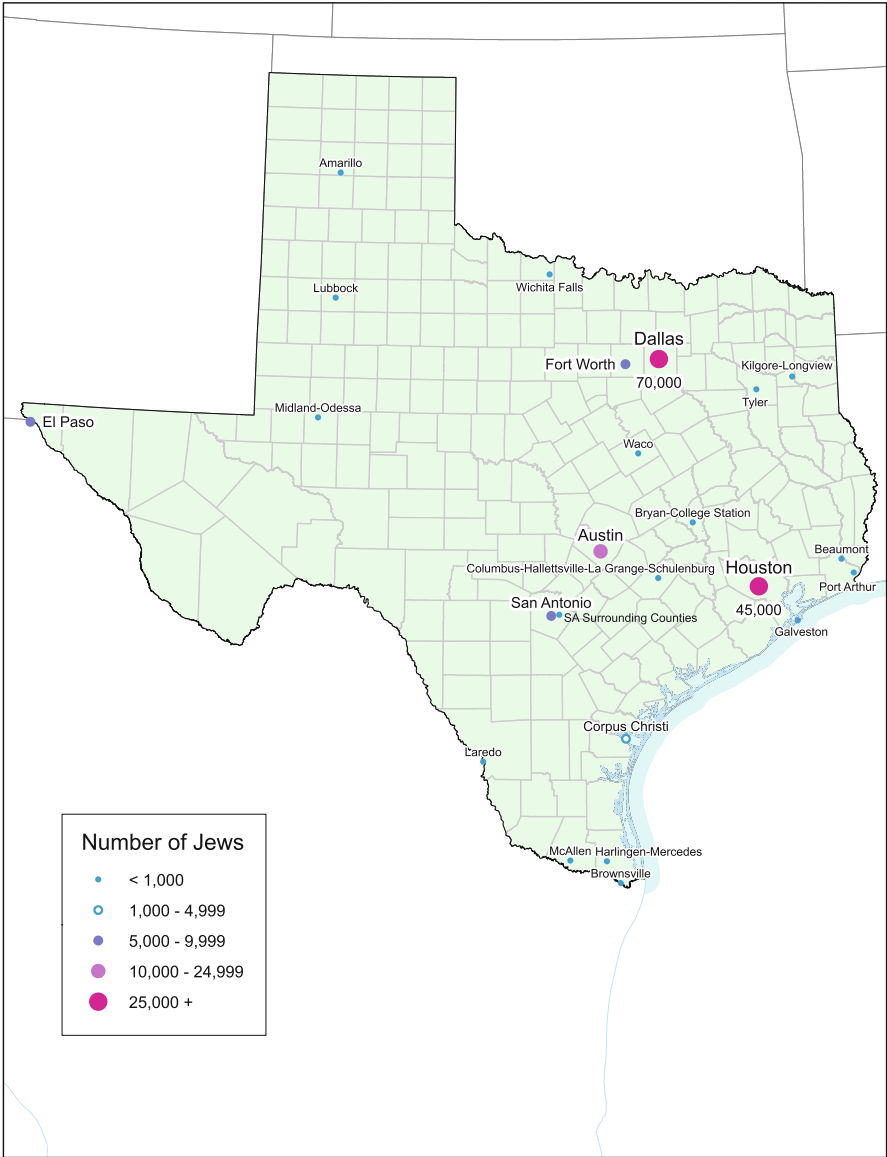 Amarillo
Lubbock
Wichita Falls
Dallas
Fort Worth
70,000
Kilgore-Longview
Tyler
Midland-Odessa
El Paso
Waco
Bryan-College Station
Austin
Beaumont
Columbus-Hallettsville-La Grange-Schulenburg
Houston
Port Arthur
45,000
San Antonio
SA Surrounding Counties
Galveston
Corpus Christi
Laredo
McAllen
Harlingen-Mercedes
Brownsville
Number of Jews
< 1,000
1,000 - 4,999
5,000 - 9,999
10,000 - 24,999
25,000 +